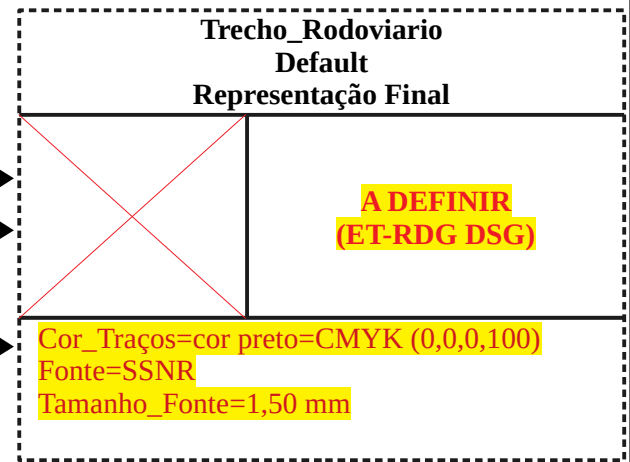 Trecho_Rodoviario
Default
Representação Final
A DEFINIR
(ET-RDG DSG)
Cor_Traços=cor preto=CMYK (0,0,0,100)
Fonte=SSNR
Tamanho_Fonte=1,50 mm